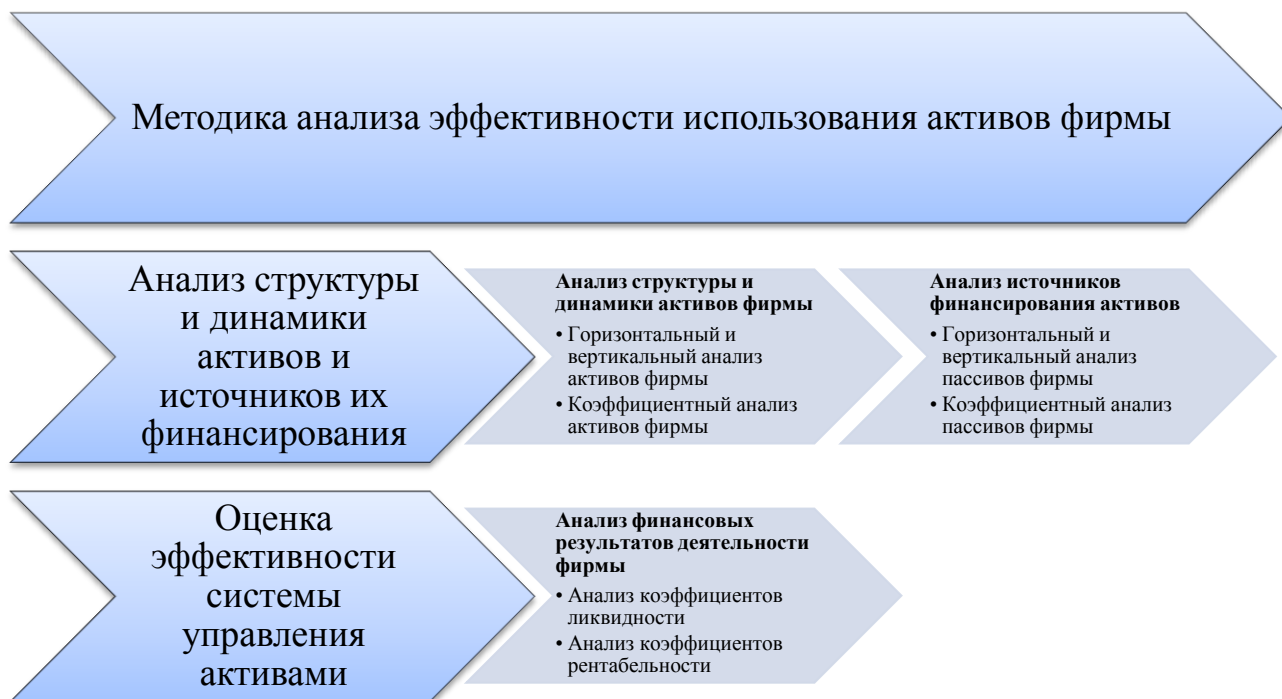 Методика анализа эффективности использования активов фирмы
Анализ структуры
и динамики
активов и
источников их
финансирования
Анализ структуры и
динамики активов фирмы
• Горизонтальный и
вертикальный анализ
активов фирмы
• Коэффициентный анализ
активов фирмы
Анализ источников
финансирования активов
• Горизонтальный и
вертикальный анализ
пассивов фирмы
• Коэффициентный анализ
пассивов фирмы
Оценка
эффективности
системы
управления
активами
Анализ финансовых
результатов деятельности
фирмы
• Анализ коэффициентов
ликвидности
• Анализ коэффициентов
рентабельности